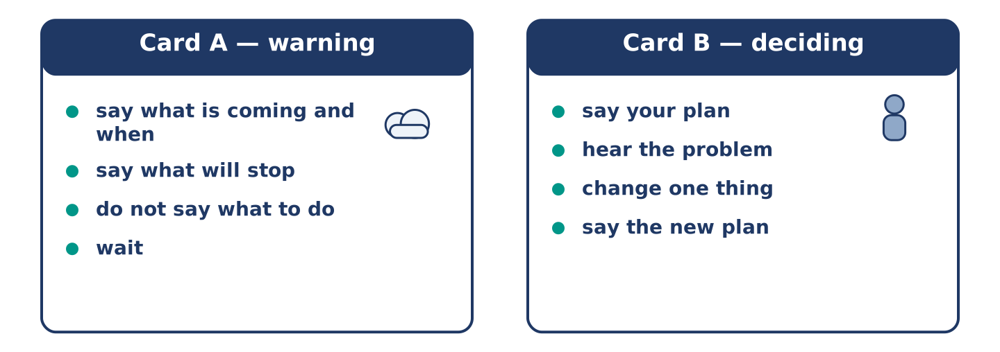 Card A — warning
say what is coming and
when
say what will stop
do not say what to do
wait
Card B — deciding
say your plan
hear the problem
change one thing
say the new plan